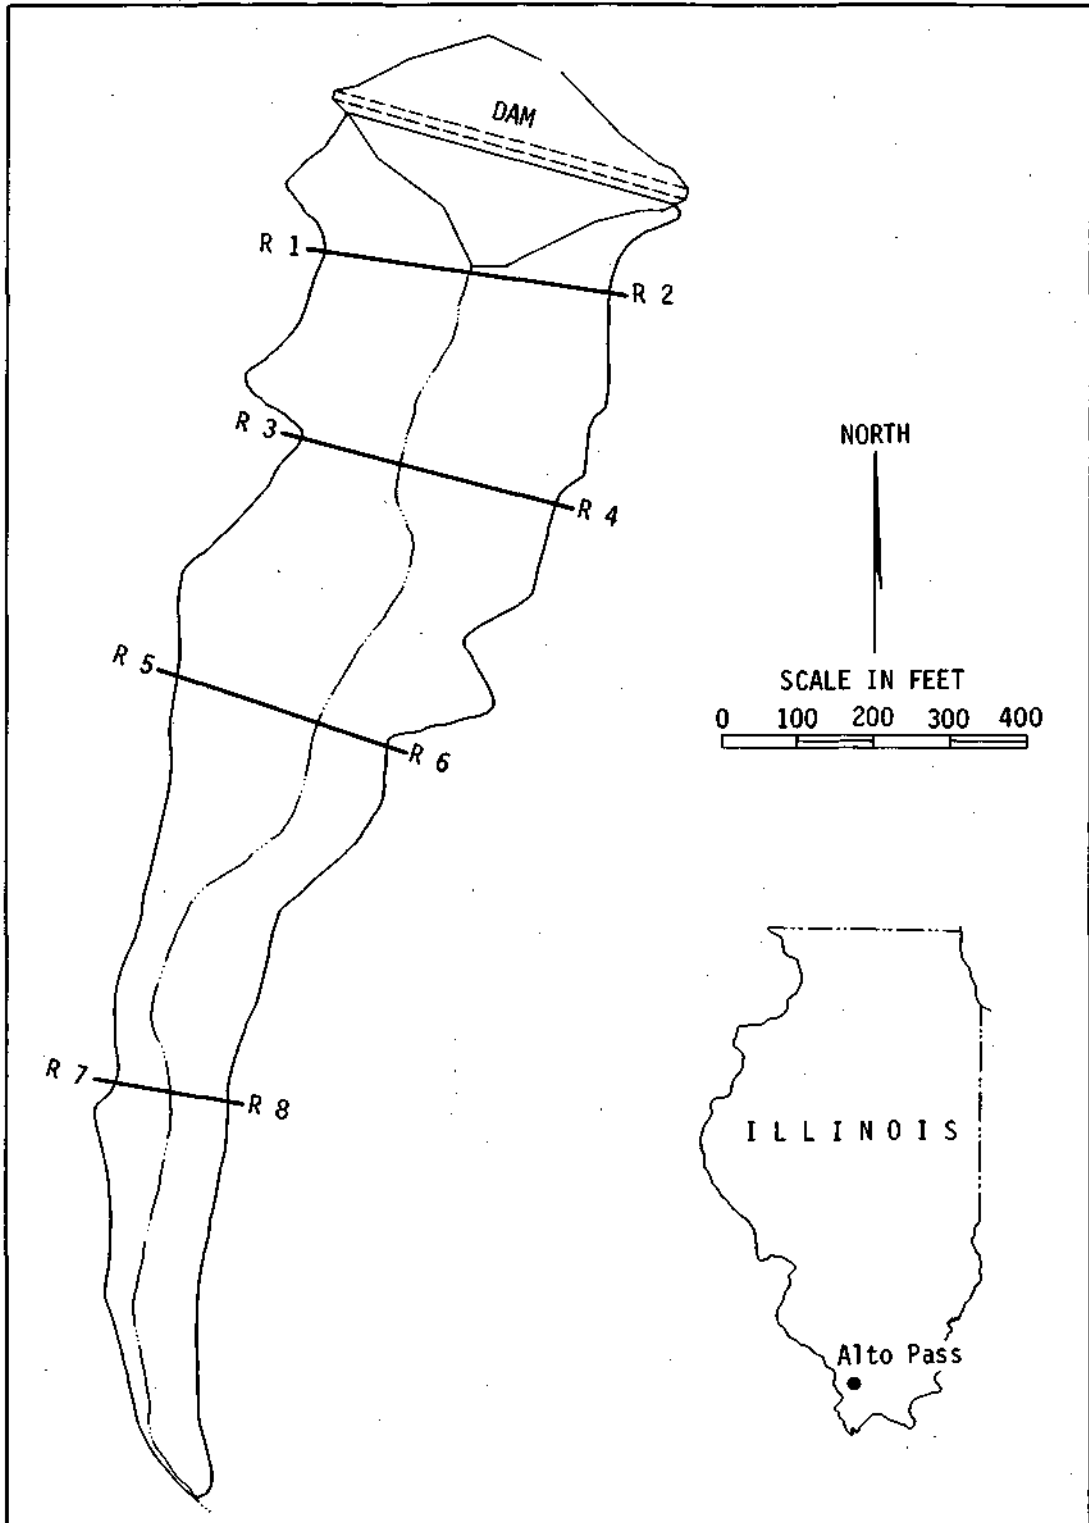 DAM
R 1
R 2
R 3
R 4
NORTH
R 5
R 6
SCALE IN FEET
0 100 200 300 400
R 7
R 8
ILLINOIS
Alto Pass